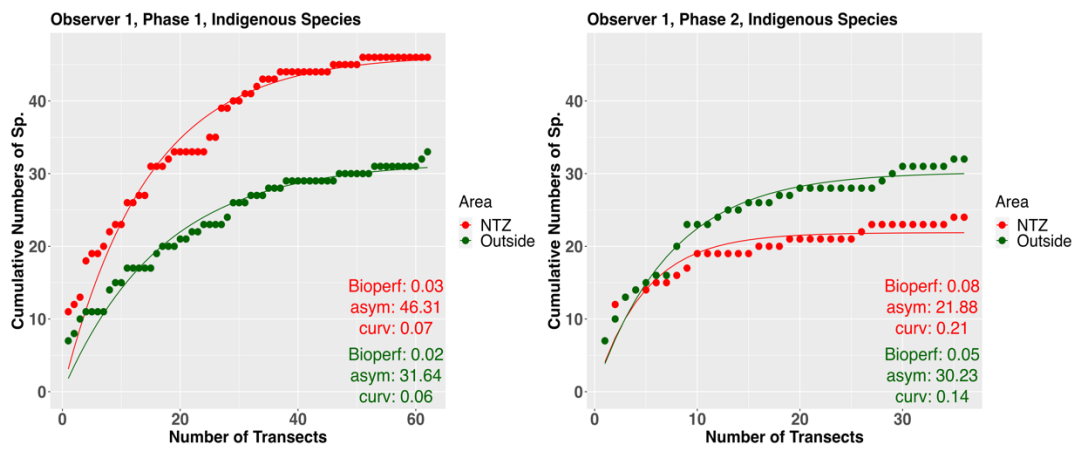 Observer 1, Phase 1, Indigenous Species
Cumulative Numbers of Sp.
40
30
20
10
0
0 20 40 60
Number of Transects
Bioperf: 0.03
asym: 46.31
curv: 0.07
Bioperf: 0.02
asym: 31.64
curv: 0.06
Area
NTZ
Outside
Observer 1, Phase 2, Indigenous Species
Cumulative Numbers of Sp.
40
30
20
10
0
0 10 20 30
Number of Transects
Bioperf: 0.08
asym: 21.88
curv: 0.21
Bioperf: 0.05
asym: 30.23
curv: 0.14
Area
NTZ
Outside